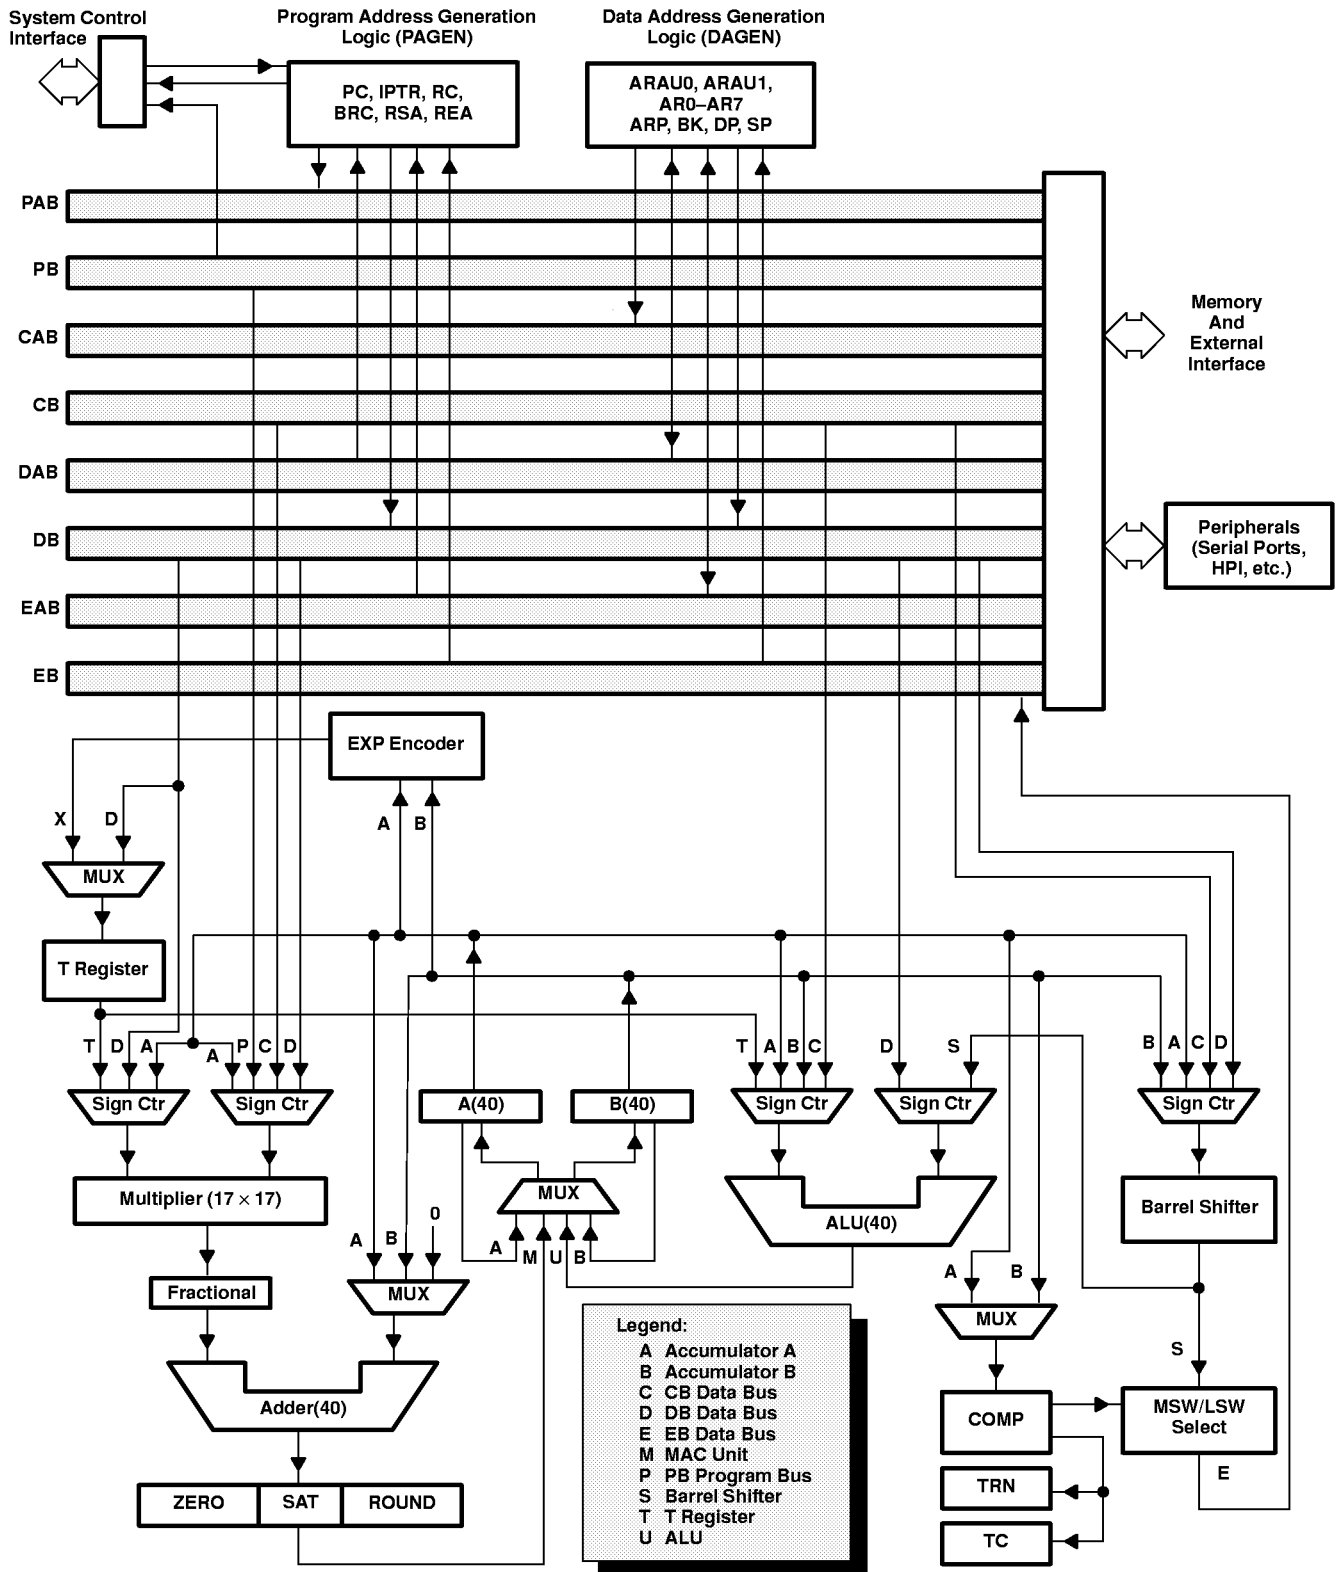 System Control
Interface
Program Address Generation
Logic (PAGEN)
Data Address Generation
Logic (DAGEN)
PC, IPTR, RC,
BRC, RSA, REA
ARAU0, ARAU1,
AR0–AR7
ARP, BK, DP, SP
PAB
PB
CAB
CB
DAB
DB
EAB
EB
Memory
And
External
Interface
Peripherals
(Serial Ports,
HPI, etc.)
EXP Encoder
X
D
A
B
MUX
T Register
T
D
A
A
P
C
D
T
A
B
C
D
S
B
A
C
D
Sign Ctr
Sign Ctr
A(40)
B(40)
Sign Ctr
Sign Ctr
Sign Ctr
Multiplier (17 × 17)
MUX
ALU(40)
Barrel Shifter
A
B
0
A
M
U
B
Fractional
MUX
A
B
MUX
Adder(40)
S
COMP
MSW/LSW
Select
E
ZERO
SAT
ROUND
TRN
TC
Legend:
A Accumulator A
B Accumulator B
C CB Data Bus
D DB Data Bus
E EB Data Bus
M MAC Unit
P PB Program Bus
S Barrel Shifter
T T Register
U ALU